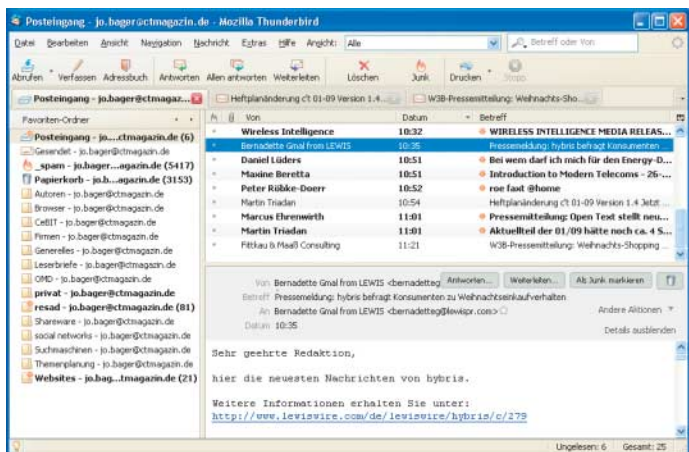 Posteingang - jo.bager@ctmagazin.de - Mozilla Thunderbird
Datei Bearbeiten Ansicht Navigation Nachricht Extras Hilfe Ansicht: Alle Betreff oder Von
Abrufen Verfassen Adressbuch Antworten Allen antworten Weiterleiten Löschen Junk Drucken Stopp
Posteingang - jo.bager@ctmagaz... Heftplanänderung c't 01-09 Version 1.4... W3B-Pressemitteilung: Weihnachts-Sho...
Favoriten-Ordner
Posteingang - jo....ctmagazin.de (6)
Gesendet - jo.bager@ctmagazin.de
_spam - jo.bager...agazin.de (5417)
Papierkorb - jo.b...agazin.de (3153)
Autoren - jo.bager@ctmagazin.de
Browser - jo.bager@ctmagazin.de
CeBIT - jo.bager@ctmagazin.de
Firmen - jo.bager@ctmagazin.de
Generelles - jo.bager@ctmagazin.de
Leserbriefe - jo.bager@ctmagazin.de
OMD - jo.bager@ctmagazin.de
privat - jo.bager@ctmagazin.de
resad - jo.bager@ctmagazin.de (81)
Shareware - jo.bager@ctmagazin.de
social networks - jo.bager@ctmagazin.de
Suchmaschinen - jo.bager@ctmagazin.de
Themenplanung - jo.bager@ctmagazin.de
Websites - jo.bag...tmagazin.de (21)
Von Datum Betreff
Wireless Intelligence 10:32 WIRELESS INTELLIGENCE MEDIA RELEAS...
Bernadette Gmal from LEWIS 10:35 Pressemeldung: hybris befragt Konsumenten ...
Daniel Lüders 10:51 Bei wem darf ich mich für den Energy-D...
Maxine Beretta 10:51 Introduction to Modern Telecoms - 26-...
Peter Röbke-Doerr 10:52 roe faxt @home
Martin Triadan 10:54 Heftplanänderung c't 01-09 Version 1.4 Jetzt ...
Marcus Ehrenwirth 11:01 Pressemitteilung: Open Text stellt neu...
Martin Triadan 11:01 Aktuellteil der 01/09 hätte noch ca. 4 S...
Fittkau & Maaß Consulting 11:21 W3B-Pressemitteilung: Weihnachts-Shopping ...
Von Bernadette Gmal from LEWIS <bernadetteg Antworten... Weiterleiten... Als Junk markieren
Betreff Pressemeldung: hybris befragt Konsumenten zu Weihnachtseinkaufverhalten
An Bernadette Gmal from LEWIS <bernadetteg@lewispr.com> Andere Aktionen
Datum 10:35
Details ausblenden
Sehr geehrte Redaktion,
hier die neuesten Nachrichten von hybris.
Weitere Informationen erhalten Sie unter:
http://www.lewiswire.com/de/lewiswire/hybris/c/279
Ungelesen: 6 Gesamt: 25